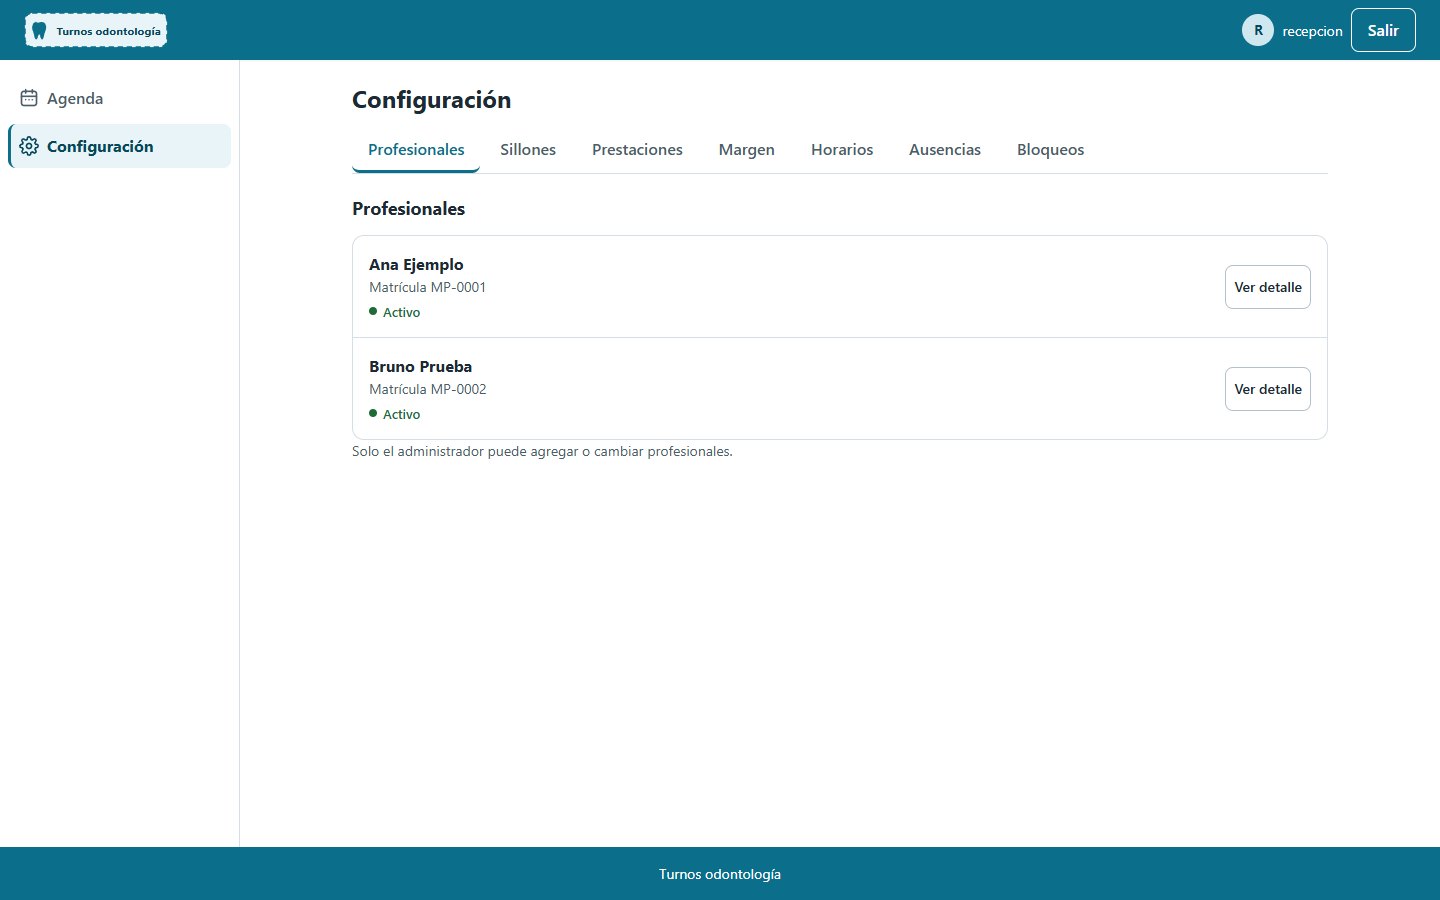 Turnos odontología
R
recepcion
Salir
Agenda
Configuración
Configuración
Profesionales
Sillones
Prestaciones
Margen
Horarios
Ausencias
Bloqueos
Profesionales
Ana Ejemplo
Matrícula MP-0001
Activo
Ver detalle
Bruno Prueba
Matrícula MP-0002
Activo
Ver detalle
Solo el administrador puede agregar o cambiar profesionales.
Turnos odontología